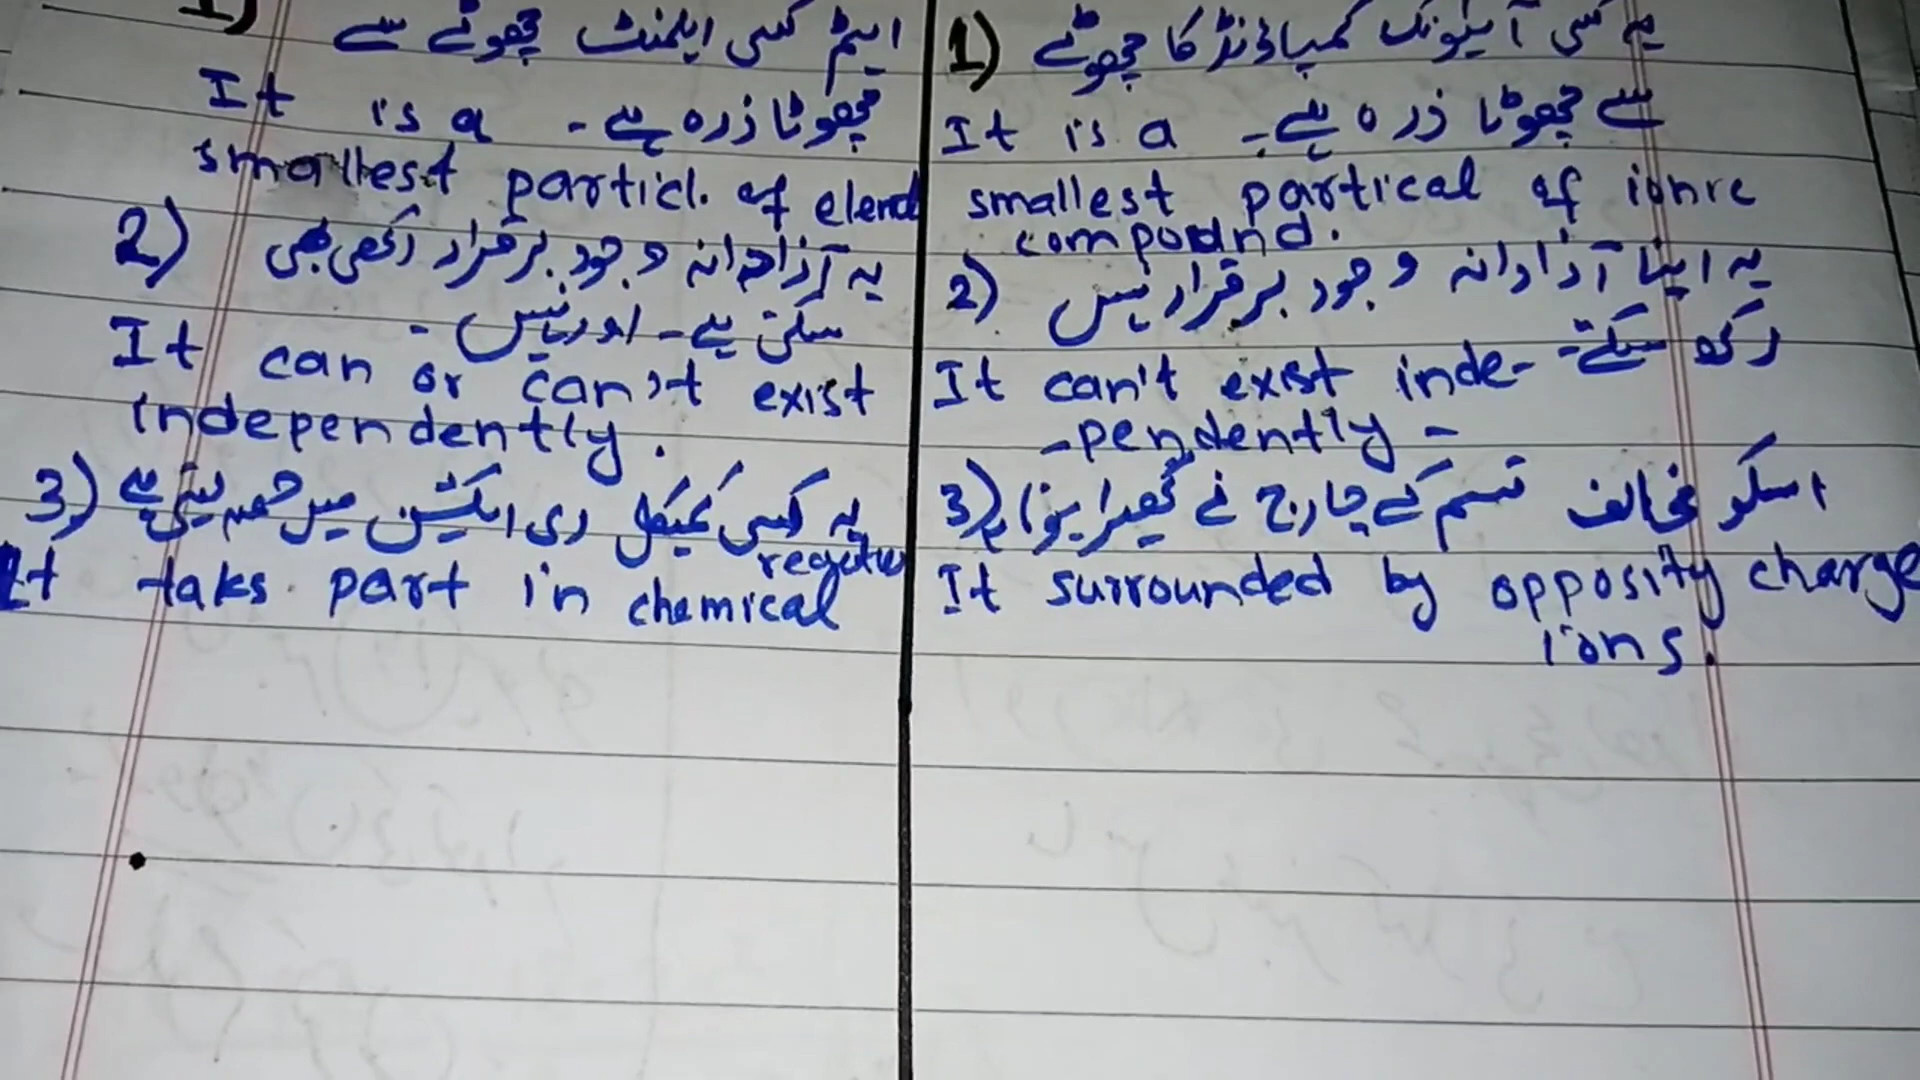 1)
ایٹم کسی ایلمنٹ چھوٹے سے
چھوٹا ذرہ ہے۔ It is a
smallest particl. of
2) یہ آزادانہ وجود برقرار رکھ بھی
سکتی ہے۔ اور نہیں۔
It can or can't exist
independently.
3) یہ کسی کیمیکل ری ایکشن میں حصہ لیتی ہے
It taks part in chemical
1) یہ کسی آئیونک کمپاؤنڈ کا چھوٹے
سے چھوٹا ذرہ ہے۔ It is a
smallest partical of ionic
compound.
2) یہ اپنا آزادانہ وجود برقرار نہیں
رکھ سکتے۔
It can't exist inde-
-pendently-
3) اسکو مخالف قسم کے چارج نے گھیرا ہوتا ہے
It surrounded by opposity charge
ions.